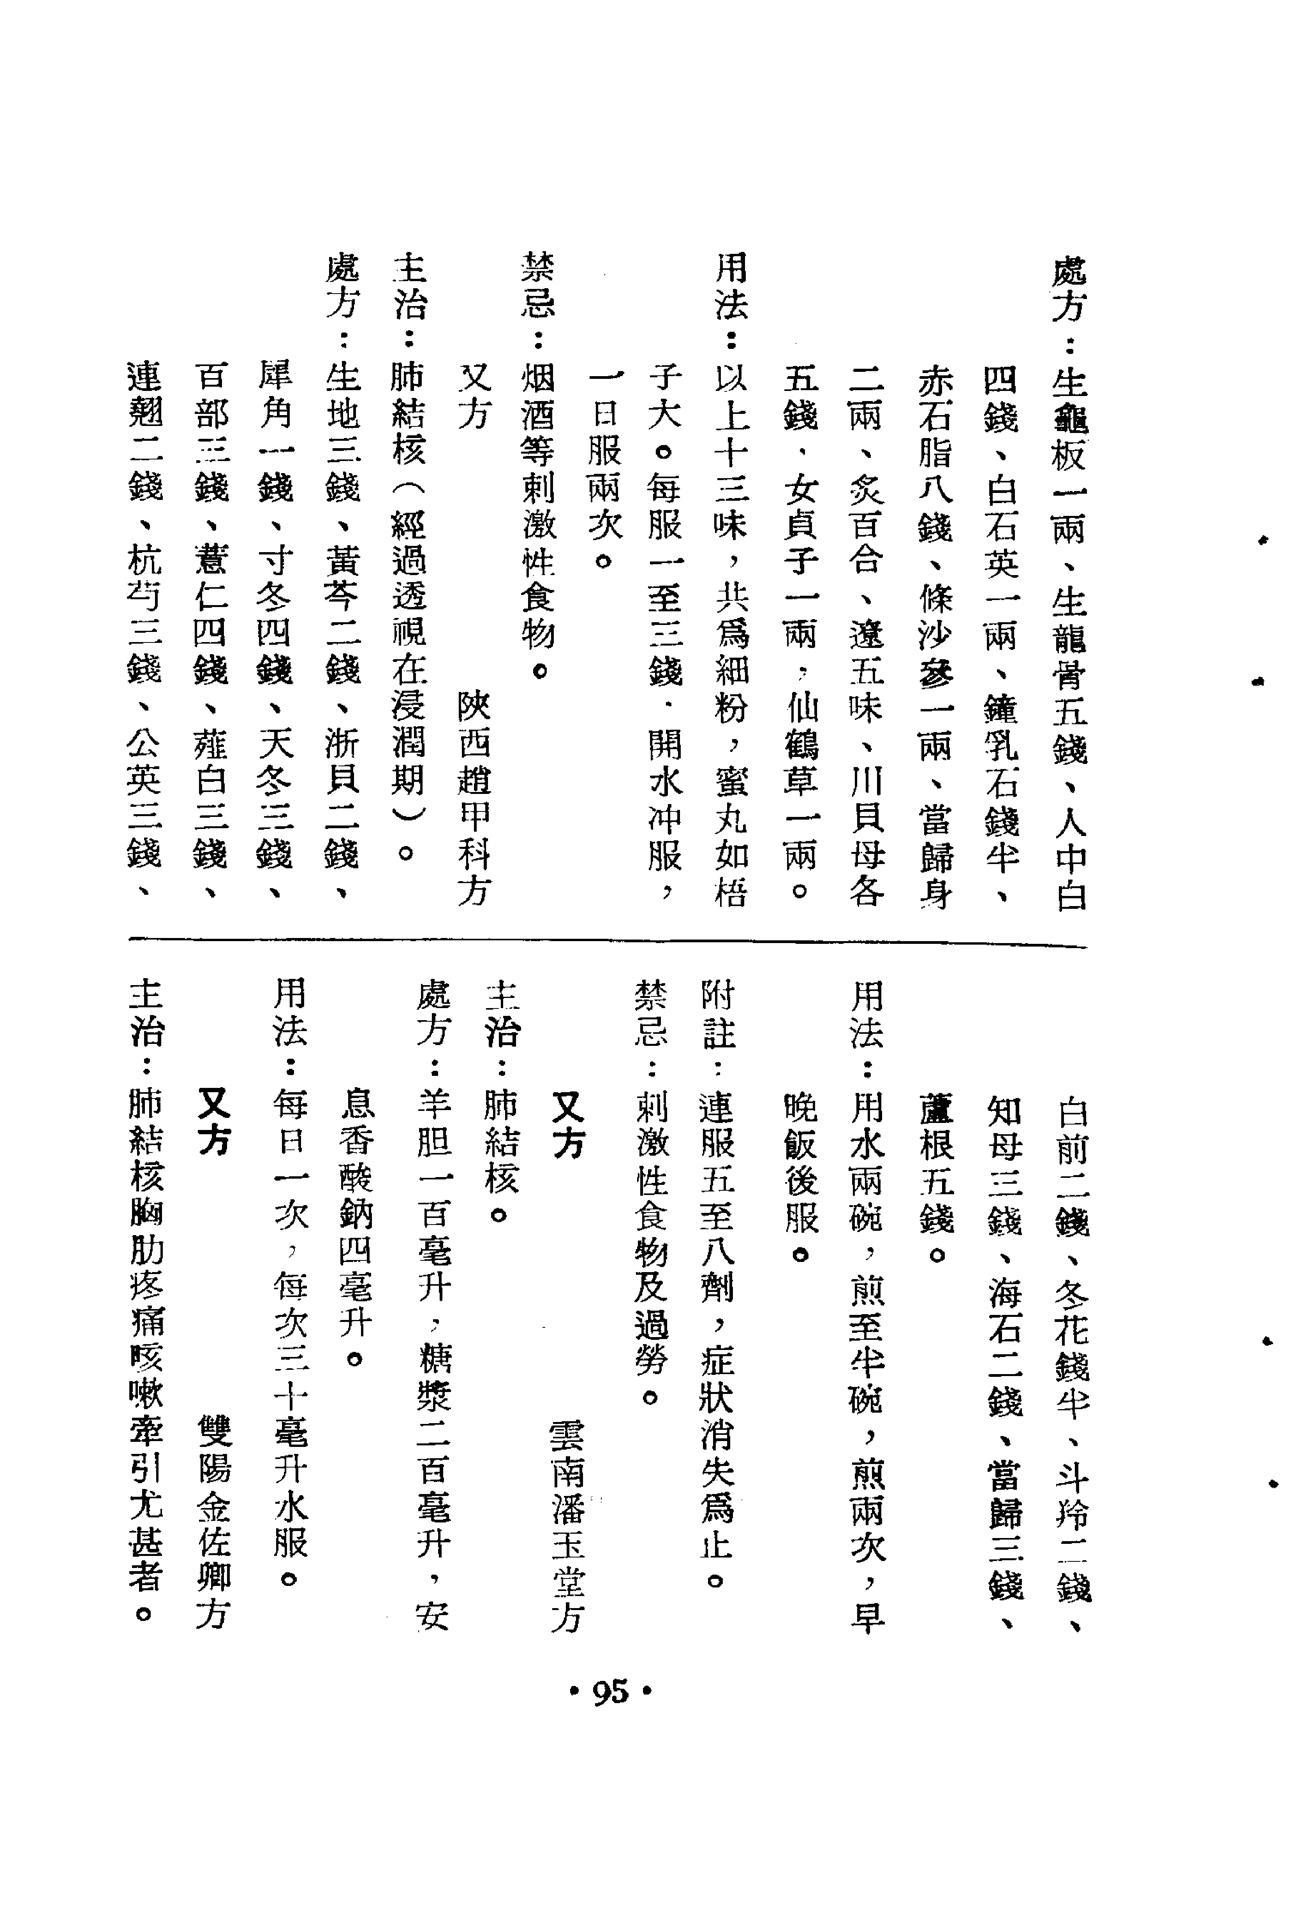 處方：生龜板一兩、生龍骨五錢、人中白
四錢、白石英一兩、鐘乳石錢半、
赤石脂八錢、條沙參一兩、當歸身
二兩、炙百合、遼五味、川貝母各
五錢．女貞子一兩，仙鶴草一兩。
用法：以上十三味，共爲細粉，蜜丸如梧
子大。每服一至三錢．開水冲服，
一日服兩次。
禁忌：烟酒等刺激性食物。
又方　陝西趙甲科方
主治：肺結核（經過透視在浸潤期）。
處方：生地三錢、黃芩二錢、浙貝二錢、
犀角一錢、寸冬四錢、天冬三錢、
百部三錢、薏仁四錢、薤白三錢、
連翹二錢、杭芍三錢、公英三錢、
白前二錢、冬花錢半、斗羚二錢、
知母三錢、海石二錢、當歸三錢、
蘆根五錢。
用法：用水兩碗，煎至半碗，煎兩次，早
晚飯後服。
附註：連服五至八劑，症狀消失爲止。
禁忌：刺激性食物及過勞。
又方　雲南潘玉堂方
主治：肺結核。
處方：羊胆一百毫升，糖漿二百毫升，安
息香酸鈉四毫升。
用法：每日一次，每次三十毫升水服。
又方　雙陽金佐卿方
主治：肺結核胸肋疼痛咳嗽牽引尤甚者。
·95·